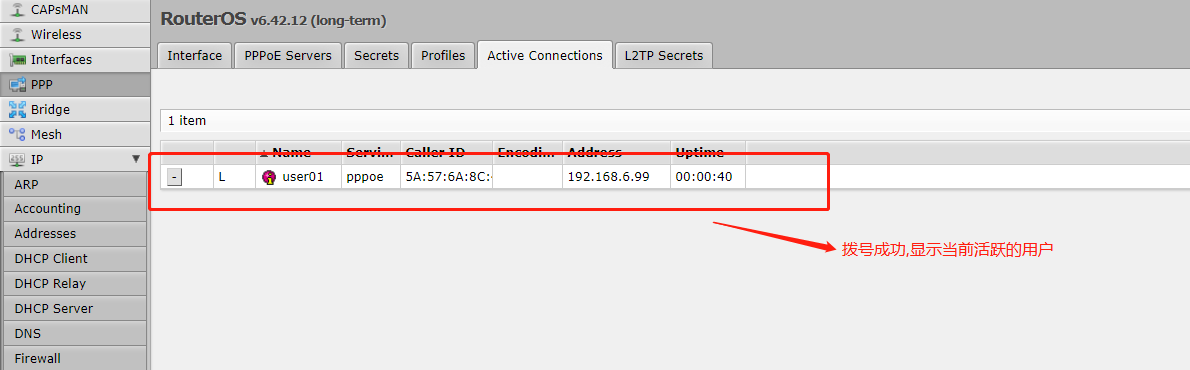 CAPsMAN
Wireless
Interfaces
PPP
Bridge
Mesh
IP
ARP
Accounting
Addresses
DHCP Client
DHCP Relay
DHCP Server
DNS
Firewall
RouterOS v6.42.12 (long-term)
Interface PPPoE Servers Secrets Profiles Active Connections L2TP Secrets
1 item
Name Servi... Caller ID Encodi... Address Uptime
- L user01 pppoe 5A:57:6A:8C: 192.168.6.99 00:00:40
拨号成功,显示当前活跃的用户